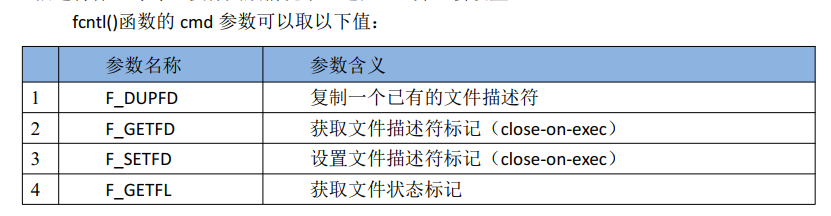 fcntl()函数的 cmd 参数可以取以下值：
参数名称 参数含义
1 F_DUPFD 复制一个已有的文件描述符
2 F_GETFD 获取文件描述符标记（close-on-exec）
3 F_SETFD 设置文件描述符标记（close-on-exec）
4 F_GETFL 获取文件状态标记